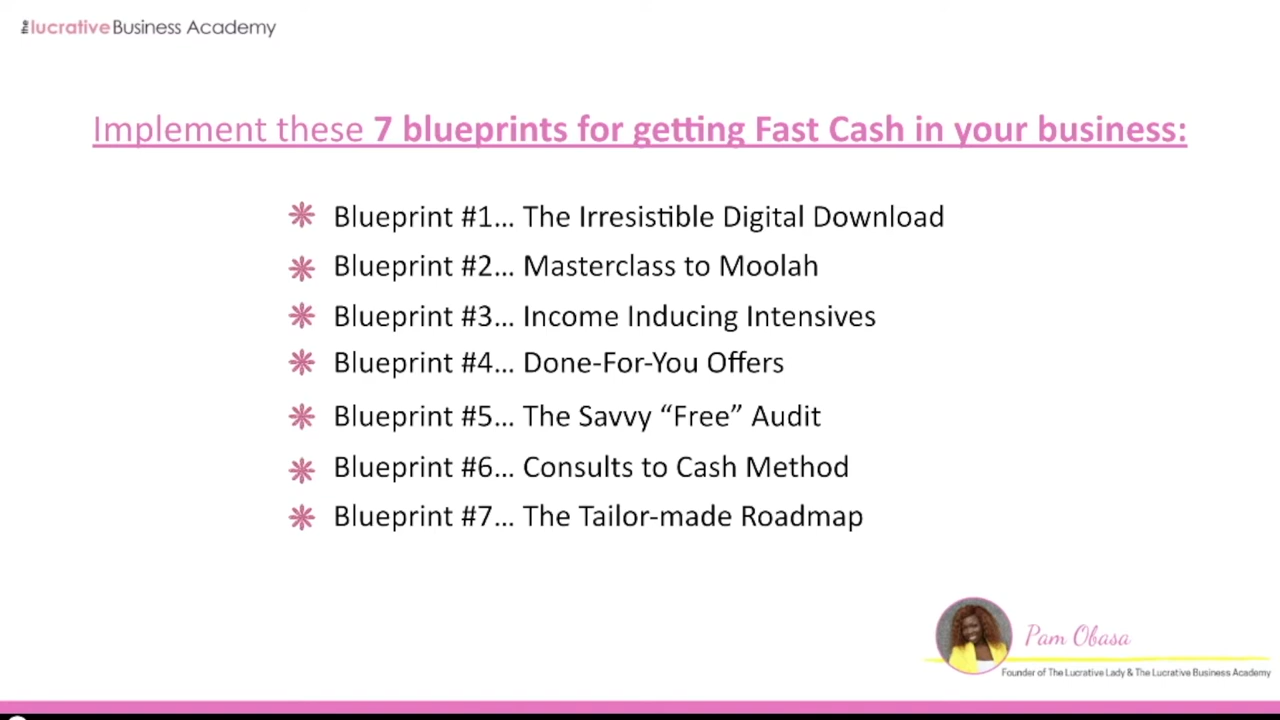 the lucrative Business Academy
Implement these 7 blueprints for getting Fast Cash in your business:
Blueprint #1... The Irresistible Digital Download
Blueprint #2... Masterclass to Moolah
Blueprint #3... Income Inducing Intensives
Blueprint #4... Done-For-You Offers
Blueprint #5... The Savvy “Free” Audit
Blueprint #6... Consults to Cash Method
Blueprint #7... The Tailor-made Roadmap
Pam Obasa
Founder of The Lucrative Lady & The Lucrative Business Academy